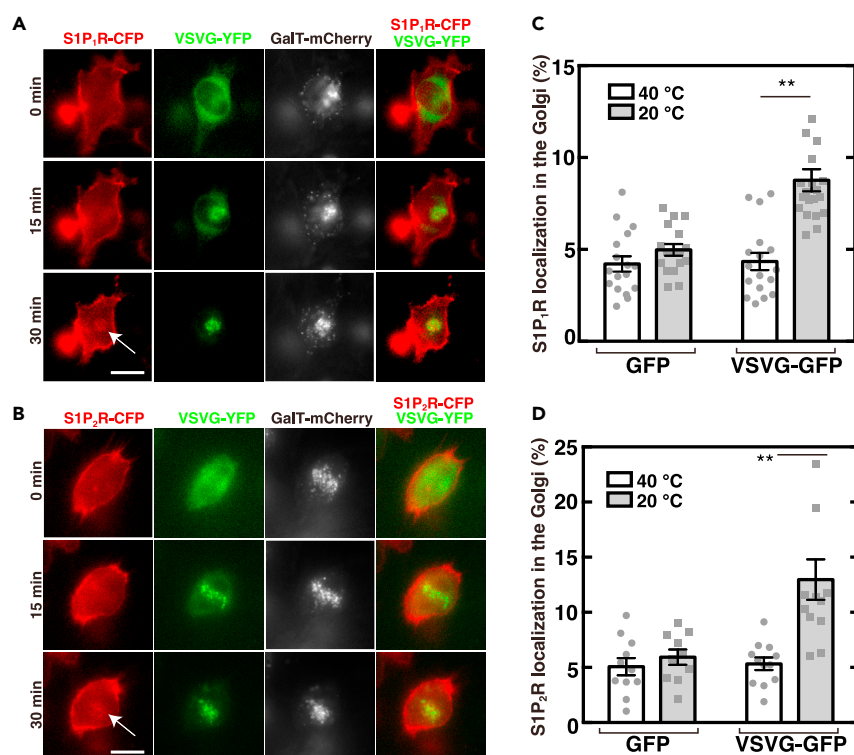 A
S1P₁R-CFP
VSVG-YFP
GalT-mCherry
S1P₁R-CFP
VSVG-YFP
0 min
15 min
30 min
B
S1P₂R-CFP
VSVG-YFP
GalT-mCherry
S1P₂R-CFP
VSVG-YFP
0 min
15 min
30 min
C
S1P₁R localization in the Golgi (%)
15
10
5
0
40 °C
20 °C
**
GFP
VSVG-GFP
D
S1P₂R localization in the Golgi (%)
25
20
15
10
5
0
40 °C
20 °C
**
GFP
VSVG-GFP